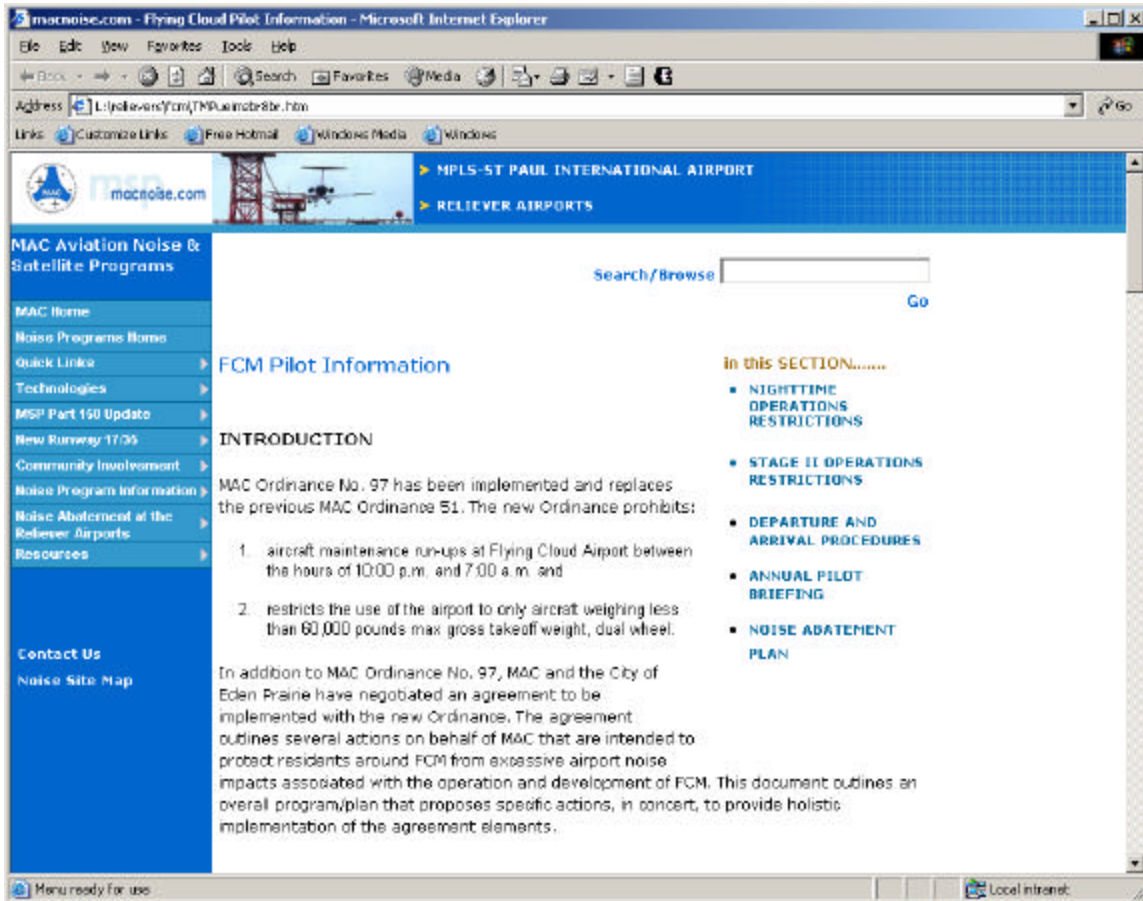 macnoise.com - Flying Cloud Pilot Information - Microsoft Internet Explorer
File Edit View Favorites Tools Help
Back Search Favorites Media
Address Go
Links Customize Links Free Hotmail Windows Media Windows
MAC
msp
macnoise.com
MPLS-ST PAUL INTERNATIONAL AIRPORT
RELIEVER AIRPORTS
MAC Aviation Noise &
Satellite Programs
MAC Home
Noise Programs Home
Quick Links
Technologies
MSP Part 150 Update
New Runway 17/35
Community Involvement
Noise Program Information
Noise Abatement at the
Reliever Airports
Resources
Contact Us
Noise Site Map
Search/Browse
Go
FCM Pilot Information
INTRODUCTION
MAC Ordinance No. 97 has been implemented and replaces
the previous MAC Ordinance 51. The new Ordinance prohibits:
1. aircraft maintenance run-ups at Flying Cloud Airport between
the hours of 10:00 p.m. and 7:00 a.m. and
2. restricts the use of the airport to only aircraft weighing less
than 60,000 pounds max gross takeoff weight, dual wheel.
In addition to MAC Ordinance No. 97, MAC and the City of
Eden Prairie have negotiated an agreement to be
implemented with the new Ordinance. The agreement
outlines several actions on behalf of MAC that are intended to
protect residents around FCM from excessive airport noise
impacts associated with the operation and development of FCM. This document outlines an
overall program/plan that proposes specific actions, in concert, to provide holistic
implementation of the agreement elements.
in this SECTION.......
NIGHTTIME
OPERATIONS
RESTRICTIONS
STAGE II OPERATIONS
RESTRICTIONS
DEPARTURE AND
ARRIVAL PROCEDURES
ANNUAL PILOT
BRIEFING
NOISE ABATEMENT
PLAN
Menu ready for use
Local intranet